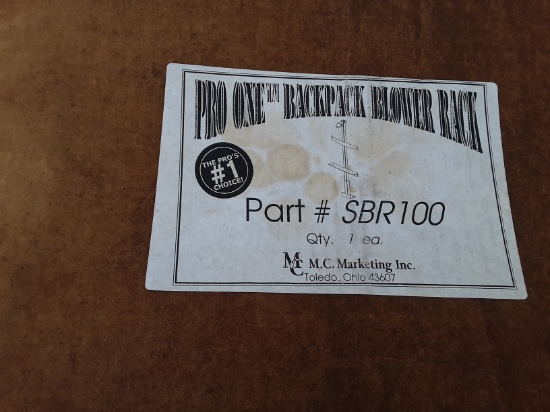 PRO ONE™ BACKPACK BLOWER RACK
THE PRO'S
#1
CHOICE!
Part # SBR100
Qty. 1 ea.
MC M.C. Marketing Inc.
Toledo, Ohio 43607